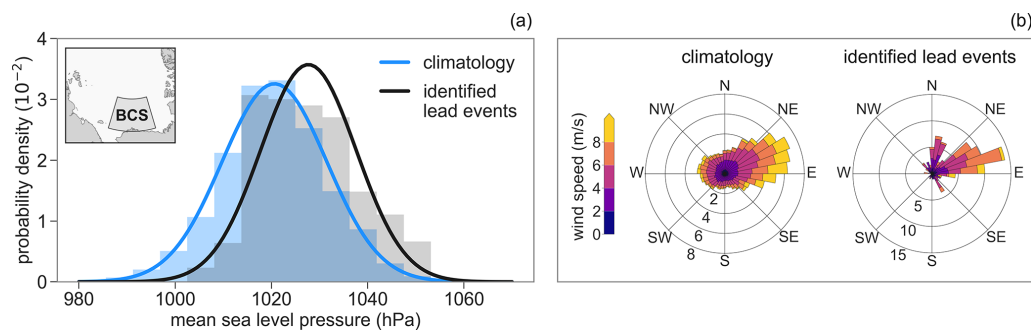 (a)
probability density (10⁻²)
4
3
2
1
0
BCS
climatology
identified
lead events
980
1000
1020
1040
1060
mean sea level pressure (hPa)
(b)
wind speed (m/s)
8
6
4
2
0
climatology
N
NE
E
SE
S
SW
W
NW
2
4
6
8
identified lead events
N
NE
E
SE
S
SW
W
NW
5
10
15